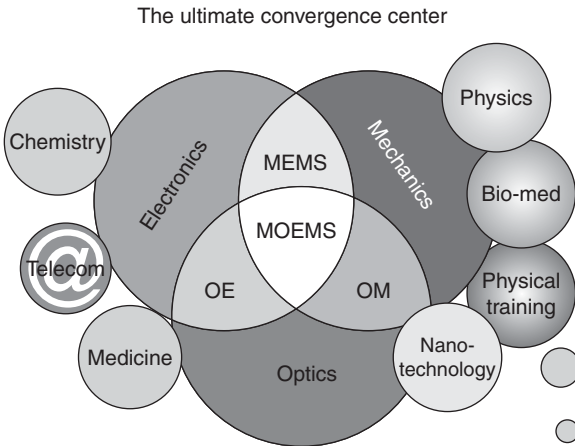 The ultimate convergence center
Physics
Chemistry
Electronics
MEMS
Mechanics
Bio-med
MOEMS
@
Telecom
OE
OM
Physical
training
Medicine
Optics
Nano-
technology